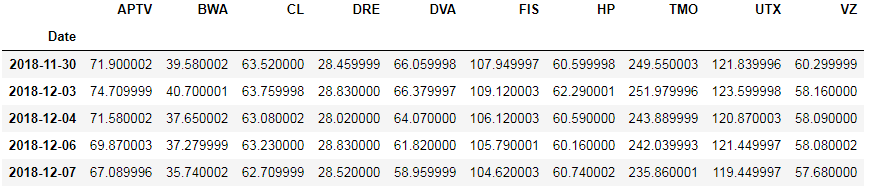 APTV BWA CL DRE DVA FIS HP TMO UTX VZ
Date
2018-11-30 71.900002 39.580002 63.520000 28.459999 66.059998 107.949997 60.599998 249.550003 121.839996 60.299999
2018-12-03 74.709999 40.700001 63.759998 28.830000 66.379997 109.120003 62.290001 251.979996 123.599998 58.160000
2018-12-04 71.580002 37.650002 63.080002 28.020000 64.070000 106.120003 60.590000 243.889999 120.870003 58.090000
2018-12-06 69.870003 37.279999 63.230000 28.830000 61.820000 105.790001 60.160000 242.039993 121.449997 58.080002
2018-12-07 67.089996 35.740002 62.709999 28.520000 58.959999 104.620003 60.740002 235.860001 119.449997 57.680000